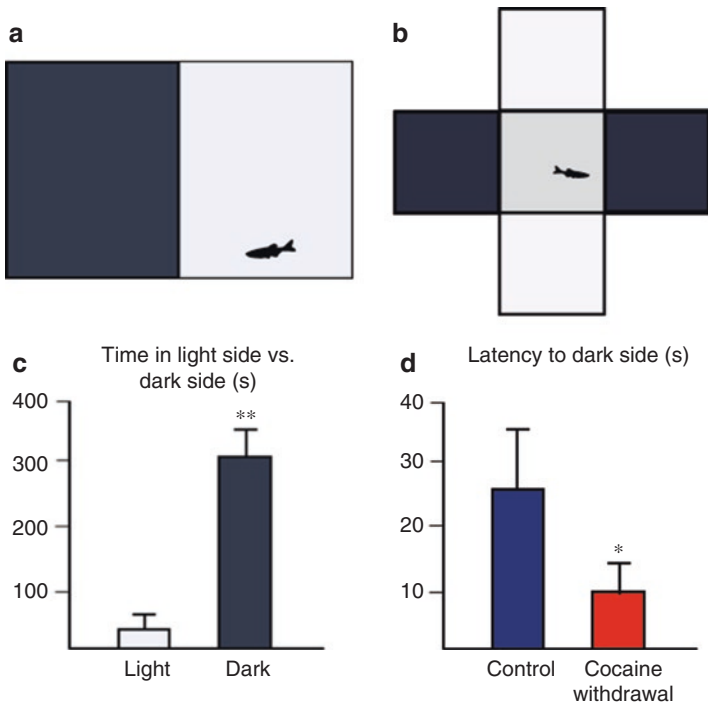 a
b
c
Time in light side vs.
dark side (s)
400
300
200
100
**
Light
Dark
d
Latency to dark side (s)
40
30
20
10
*
Control
Cocaine
withdrawal